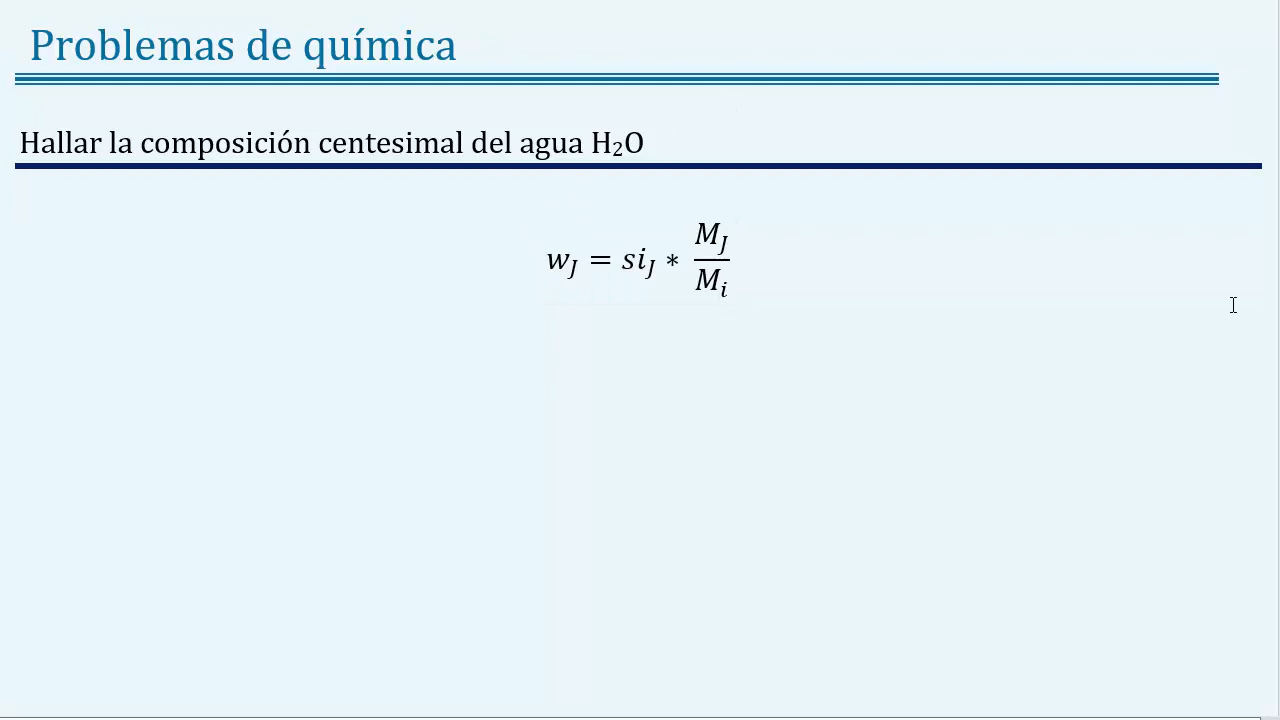 Problemas de química
Hallar la composición centesimal del agua H₂O
w_J = si_J * M_J / M_i